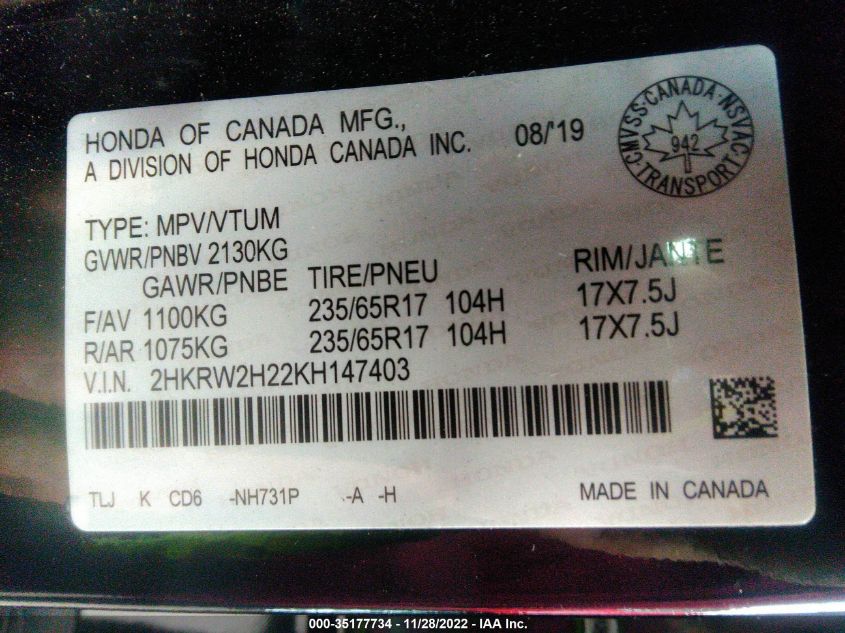 HONDA OF CANADA MFG., 08/'19
A DIVISION OF HONDA CANADA INC.
CMVSS·CANADA·NSVAC·TRANSPORT·
942
TYPE: MPV/VTUM
GVWR/PNBV 2130KG
GAWR/PNBE TIRE/PNEU RIM/JANTE
F/AV 1100KG 235/65R17 104H 17X7.5J
R/AR 1075KG 235/65R17 104H 17X7.5J
V.I.N. 2HKRW2H22KH147403
TLJ K CD6 -NH731P -A -H MADE IN CANADA
000-35177734 - 11/28/2022 - IAA Inc.